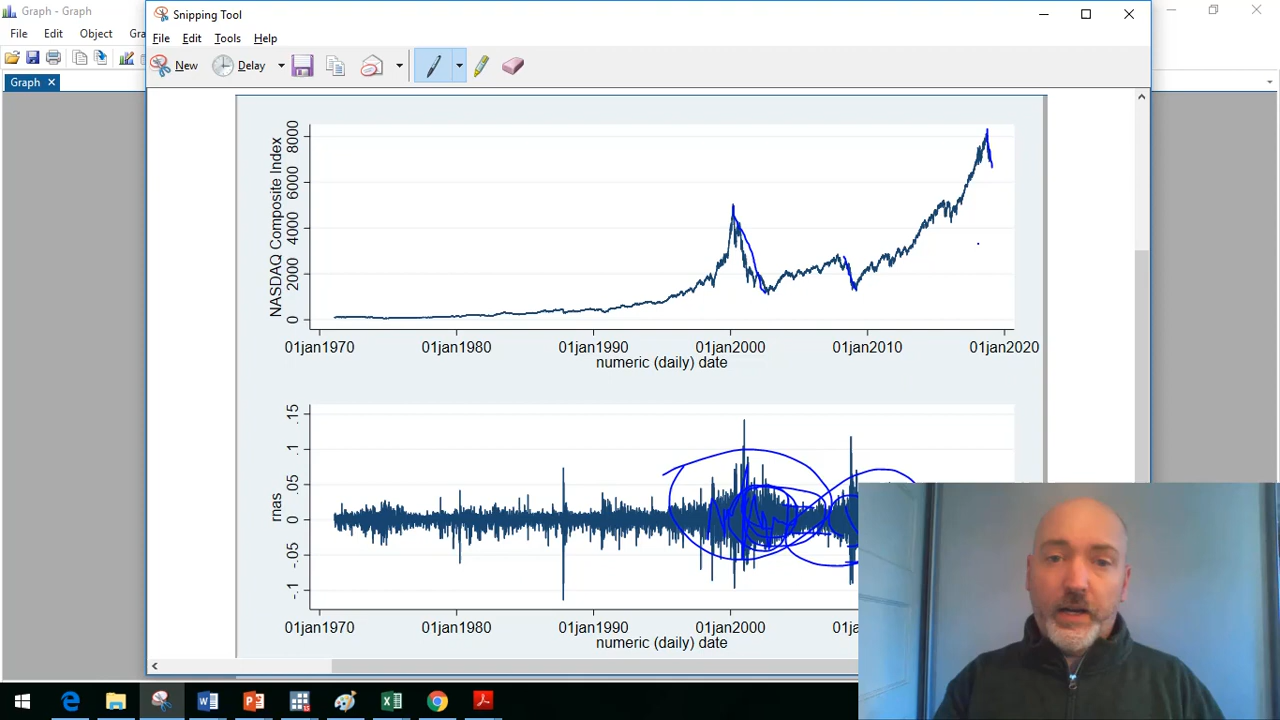 Graph - Graph
File Edit Object Gra
Graph
Snipping Tool
File Edit Tools Help
New Delay
NASDAQ Composite Index
8000
6000
4000
2000
0
01jan1970 01jan1980 01jan1990 01jan2000 01jan2010 01jan2020
numeric (daily) date
rnas
.15
.1
.05
0
-.05
-.1
01jan1970 01jan1980 01jan1990 01jan2000 01ja
numeric (daily) date